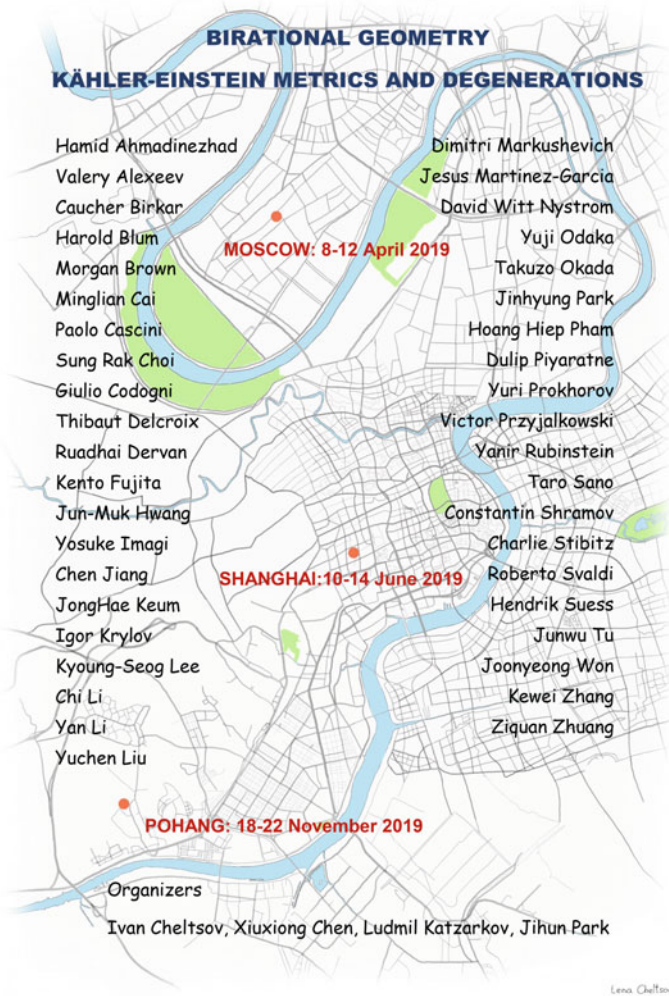 BIRATIONAL GEOMETRY
KÄHLER-EINSTEIN METRICS AND DEGENERATIONS
Hamid Ahmadinezhad
Valery Alexeev
Caucher Birkar
Harold Blum
Morgan Brown
Minglian Cai
Paolo Cascini
Sung Rak Choi
Giulio Codogni
Thibaut Delcroix
Ruadhai Dervan
Kento Fujita
Jun-Muk Hwang
Yosuke Imagi
Chen Jiang
JongHae Keum
Igor Krylov
Kyoung-Seog Lee
Chi Li
Yan Li
Yuchen Liu
Dimitri Markushevich
Jesus Martinez-Garcia
David Witt Nystrom
Yuji Odaka
Takuzo Okada
Jinhyung Park
Hoang Hiep Pham
Dulip Piyaratne
Yuri Prokhorov
Victor Przyjalkowski
Yanir Rubinstein
Taro Sano
Constantin Shramov
Charlie Stibitz
Roberto Svaldi
Hendrik Suess
Junwu Tu
Joonyeong Won
Kewei Zhang
Ziquan Zhuang
MOSCOW: 8-12 April 2019
SHANGHAI:10-14 June 2019
POHANG: 18-22 November 2019
Organizers
Ivan Cheltsov, Xiuxiong Chen, Ludmil Katzarkov, Jihun Park
Lena